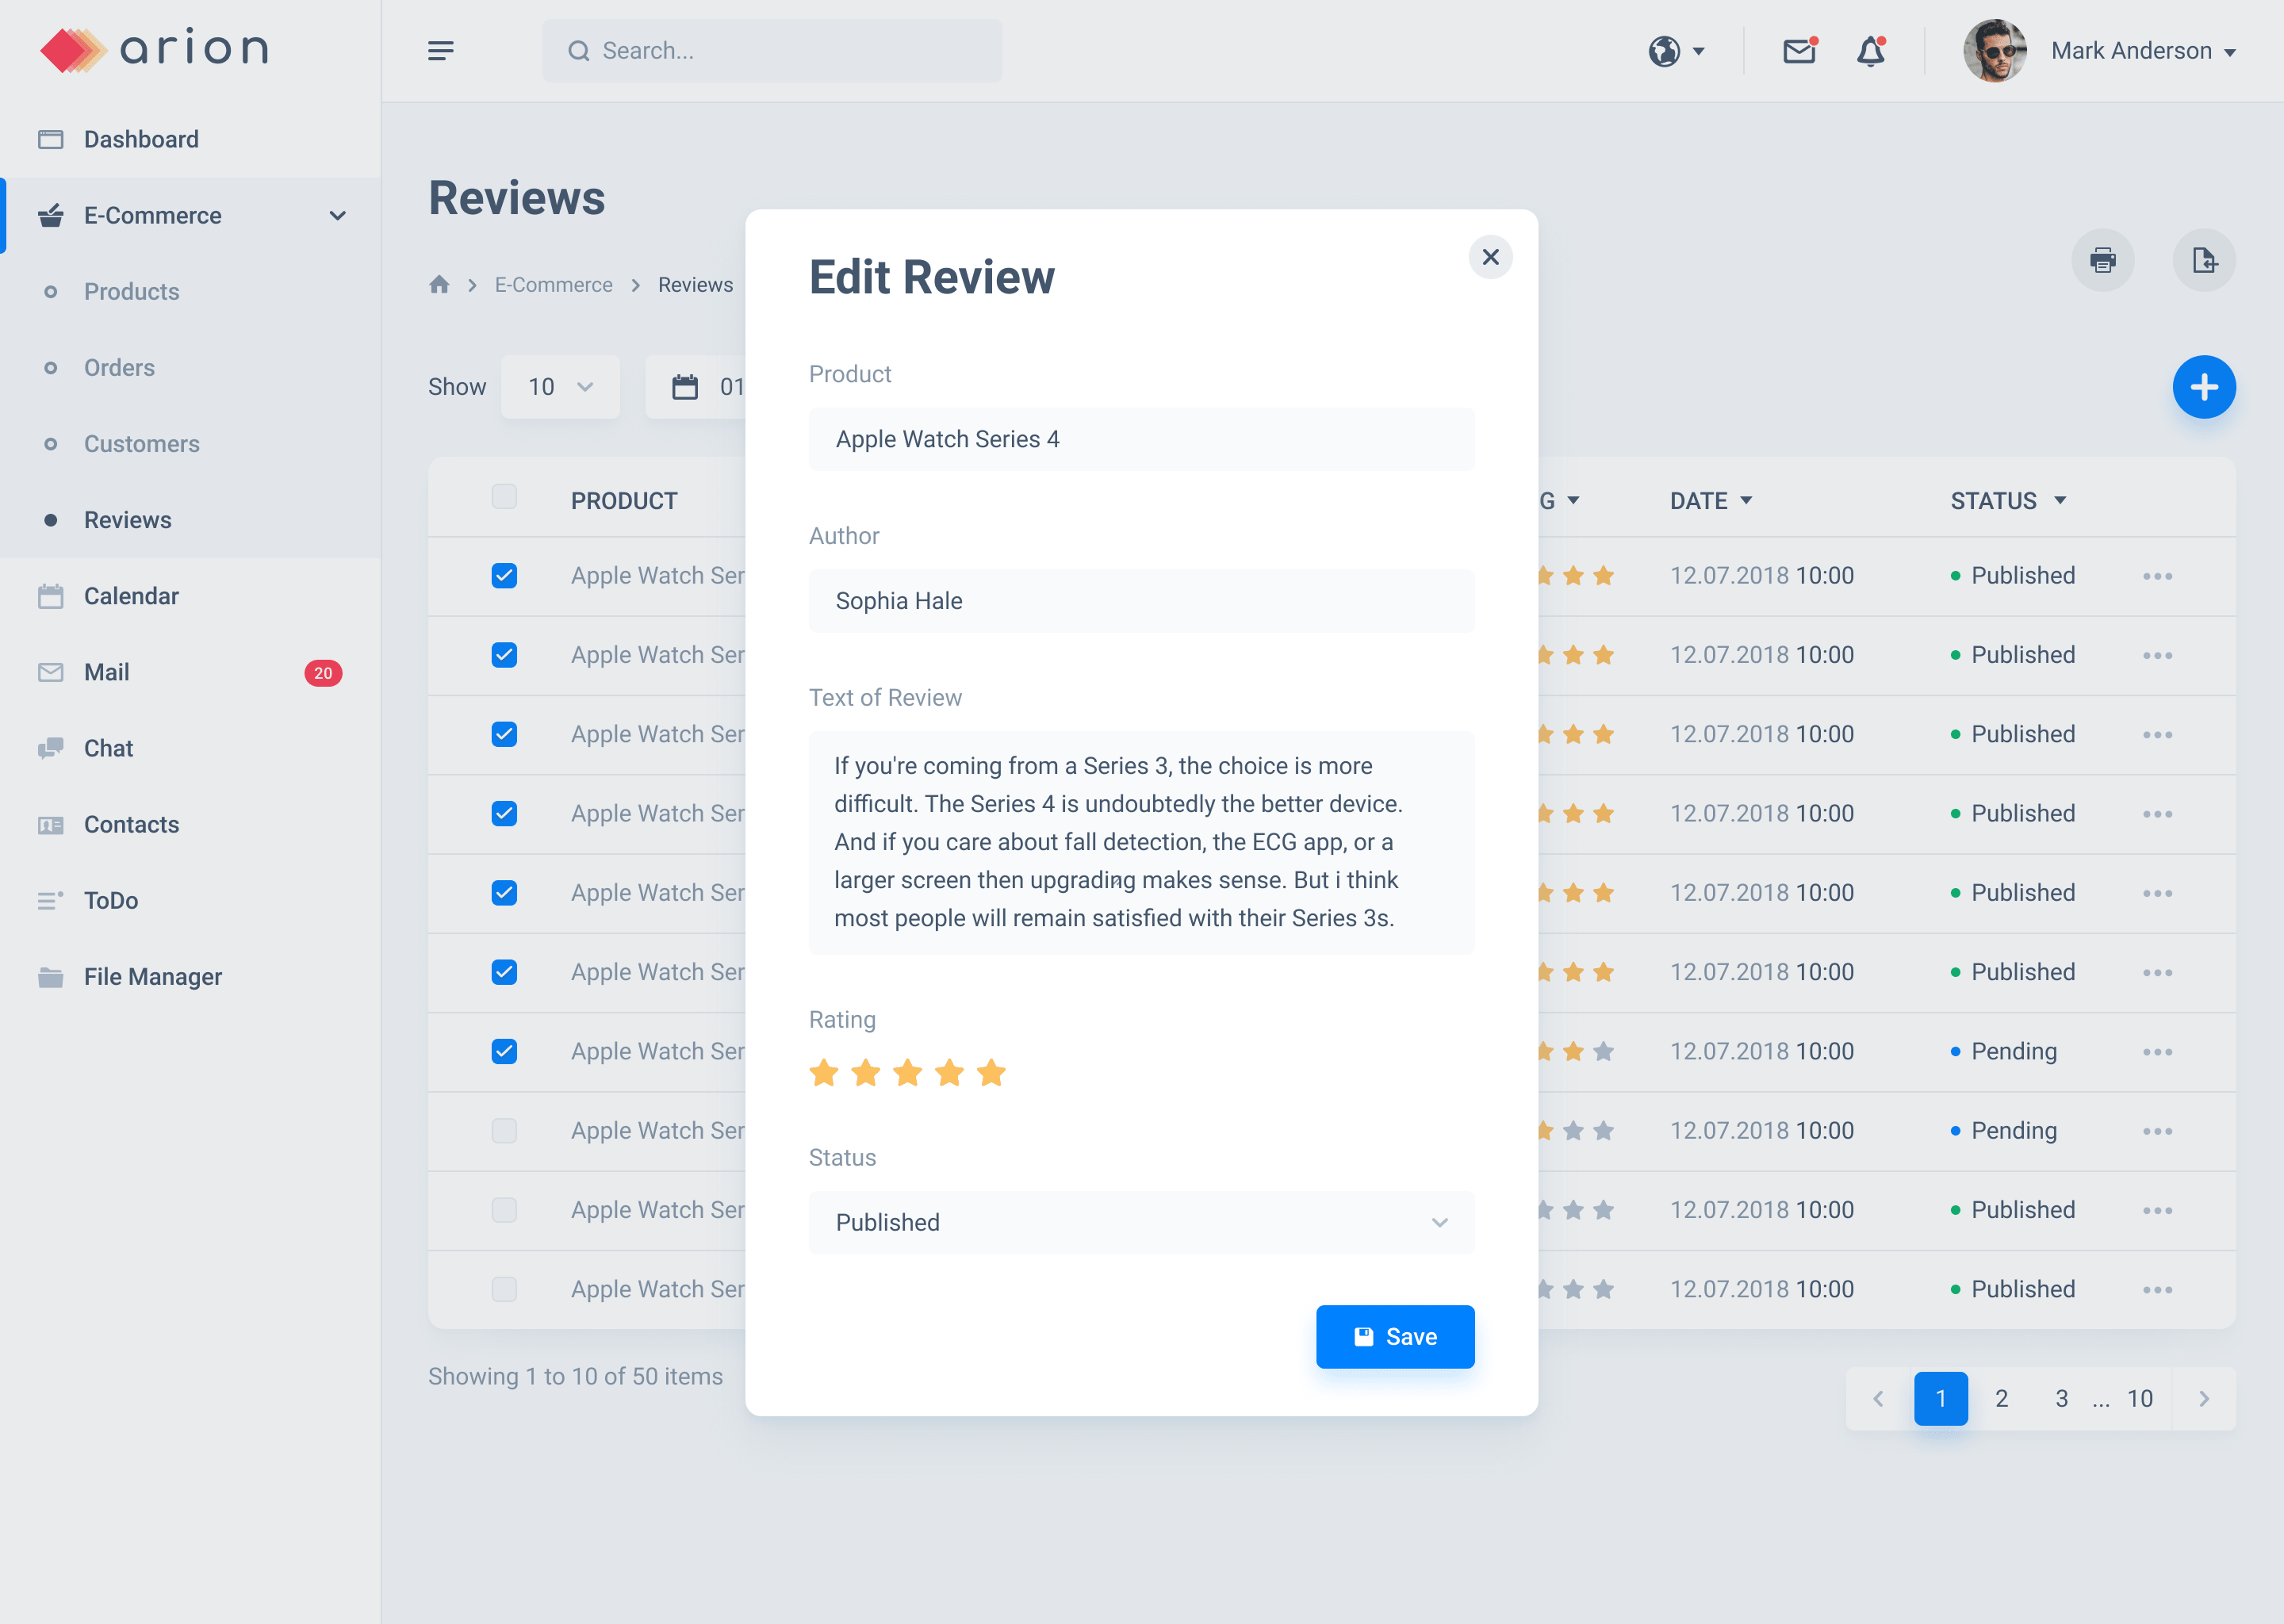 arion
Search...
Mark Anderson
Dashboard
E-Commerce
Products
Orders
Customers
Reviews
Calendar
Mail
20
Chat
Contacts
ToDo
File Manager
Reviews
E-Commerce
Reviews
Show
10
01
PRODUCT
G
DATE
STATUS
Apple Watch Ser
12.07.2018 10:00
Published
Apple Watch Ser
12.07.2018 10:00
Published
Apple Watch Ser
12.07.2018 10:00
Published
Apple Watch Ser
12.07.2018 10:00
Published
Apple Watch Ser
12.07.2018 10:00
Published
Apple Watch Ser
12.07.2018 10:00
Published
Apple Watch Ser
12.07.2018 10:00
Pending
Apple Watch Ser
12.07.2018 10:00
Pending
Apple Watch Ser
12.07.2018 10:00
Published
Apple Watch Ser
12.07.2018 10:00
Published
Showing 1 to 10 of 50 items
1
2
3
...
10
Edit Review
Product
Apple Watch Series 4
Author
Sophia Hale
Text of Review
If you're coming from a Series 3, the choice is more
difficult. The Series 4 is undoubtedly the better device.
And if you care about fall detection, the ECG app, or a
larger screen then upgrading makes sense. But i think
most people will remain satisfied with their Series 3s.
Rating
Status
Published
Save